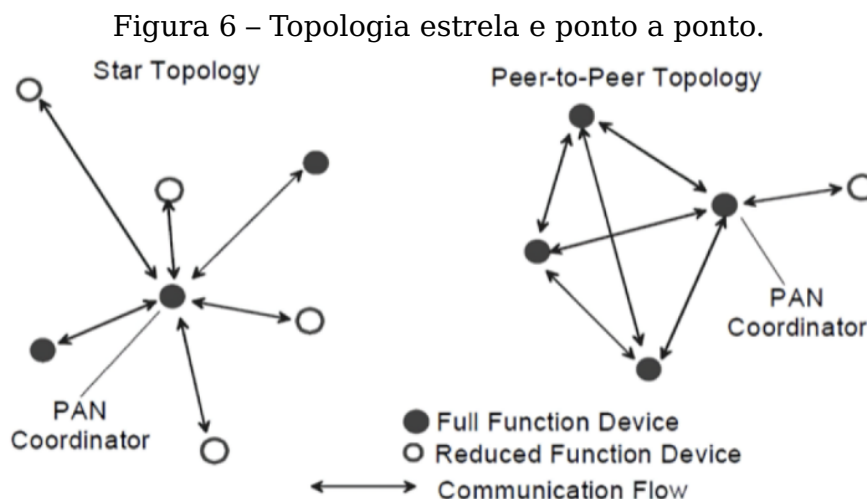 Figura 6 – Topologia estrela e ponto a ponto.
Star Topology
Peer-to-Peer Topology
PAN
Coordinator
PAN
Coordinator
Full Function Device
Reduced Function Device
Communication Flow